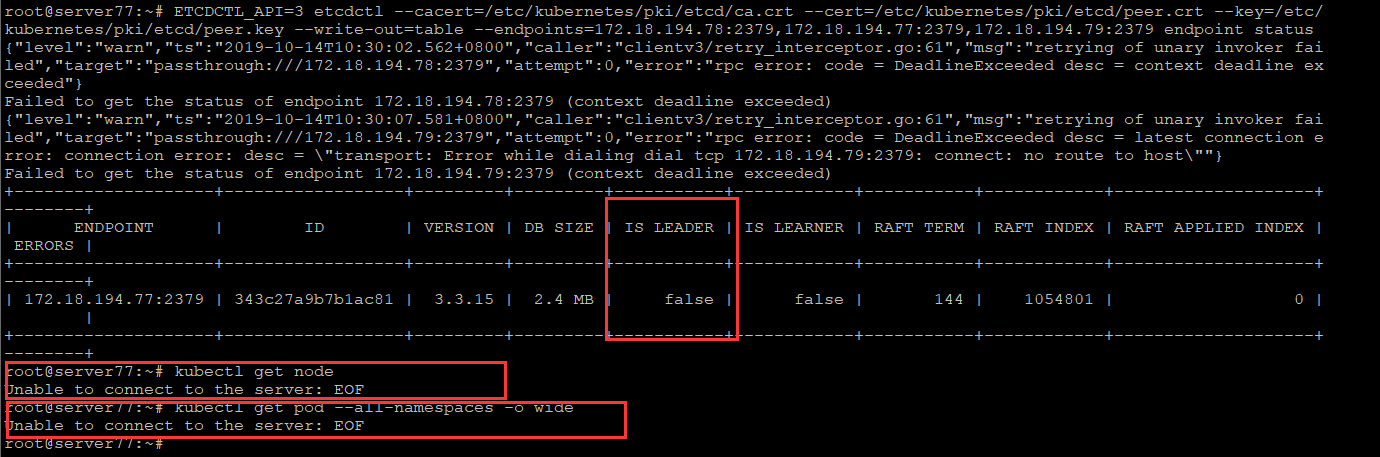 root@server77:~# ETCDCTL_API=3 etcdctl --cacert=/etc/kubernetes/pki/etcd/ca.crt --cert=/etc/kubernetes/pki/etcd/peer.crt --key=/etc/
kubernetes/pki/etcd/peer.key --write-out=table --endpoints=172.18.194.78:2379,172.18.194.77:2379,172.18.194.79:2379 endpoint status
{"level":"warn","ts":"2019-10-14T10:30:02.562+0800","caller":"clientv3/retry_interceptor.go:61","msg":"retrying of unary invoker fai
led","target":"passthrough:///172.18.194.78:2379","attempt":0,"error":"rpc error: code = DeadlineExceeded desc = context deadline ex
ceeded"}
Failed to get the status of endpoint 172.18.194.78:2379 (context deadline exceeded)
{"level":"warn","ts":"2019-10-14T10:30:07.581+0800","caller":"clientv3/retry_interceptor.go:61","msg":"retrying of unary invoker fai
led","target":"passthrough:///172.18.194.79:2379","attempt":0,"error":"rpc error: code = DeadlineExceeded desc = latest connection e
rror: connection error: desc = \"transport: Error while dialing dial tcp 172.18.194.79:2379: connect: no route to host\""}
Failed to get the status of endpoint 172.18.194.79:2379 (context deadline exceeded)
+--------------------+------------------+---------+---------+-----------+------------+-----------+------------+--------------------+
--------+
|      ENDPOINT      |        ID        | VERSION | DB SIZE | IS LEADER | IS LEARNER | RAFT TERM | RAFT INDEX | RAFT APPLIED INDEX |
 ERRORS |
+--------------------+------------------+---------+---------+-----------+------------+-----------+------------+--------------------+
--------+
| 172.18.194.77:2379 | 343c27a9b7b1ac81 |  3.3.15 |  2.4 MB |     false |      false |       144 |    1054801 |                  0 |
        |
+--------------------+------------------+---------+---------+-----------+------------+-----------+------------+--------------------+
--------+
root@server77:~# kubectl get node
Unable to connect to the server: EOF
root@server77:~# kubectl get pod --all-namespaces -o wide
Unable to connect to the server: EOF
root@server77:~#